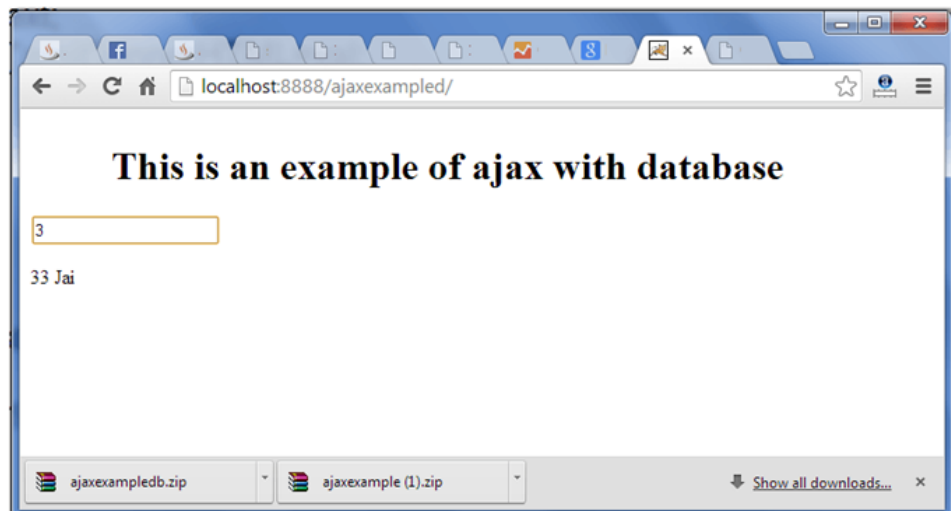 localhost:8888/ajaxexampled/
This is an example of ajax with database
3
33 Jai
ajaxexampledb.zip
ajaxexample (1).zip
Show all downloads...